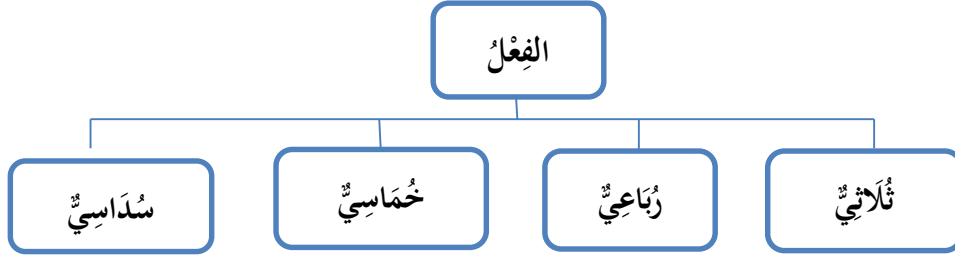 الفِعْلُ
ثُلَاثِيٌّ
رُبَاعِيٌّ
خُمَاسِيٌّ
سُدَاسِيٌّ